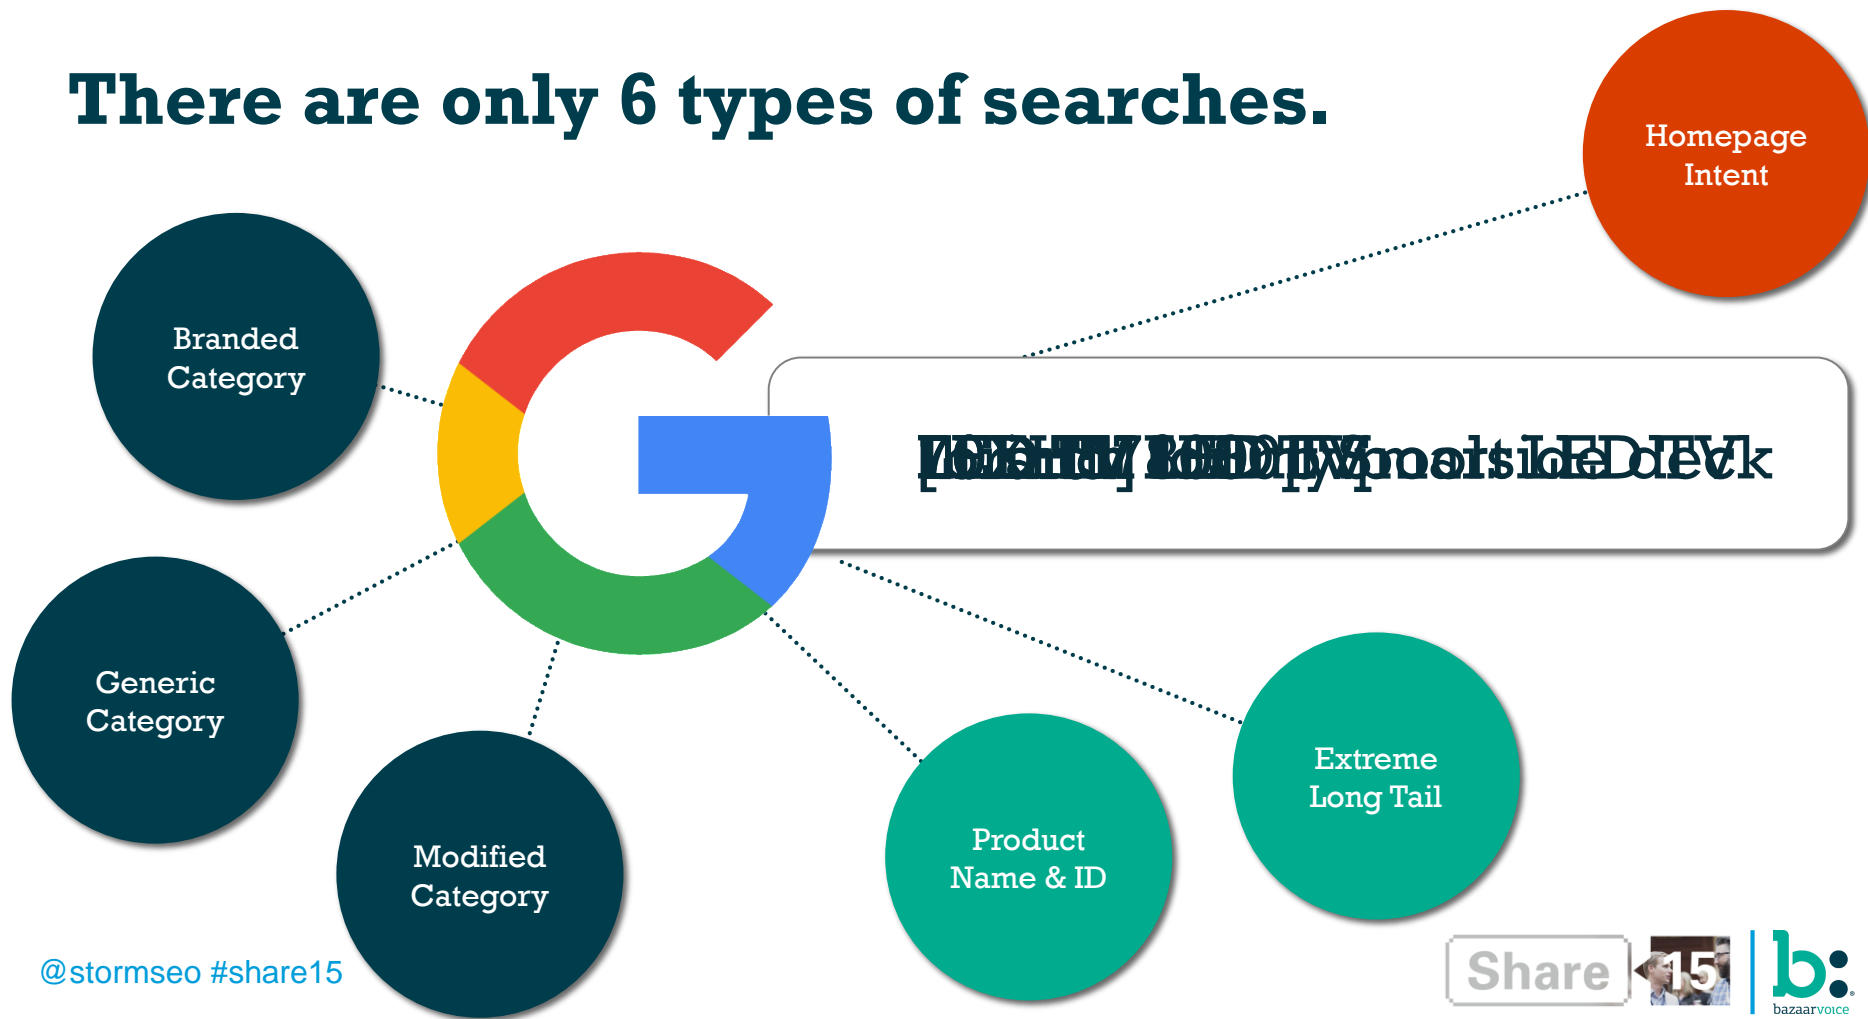 There are only 6 types of searches.
Homepage
Intent
Branded
Category
Generic
Category
Modified
Category
Product
Name & ID
Extreme
Long Tail
@stormseo #share15
Share 15
b:
bazaarvoice